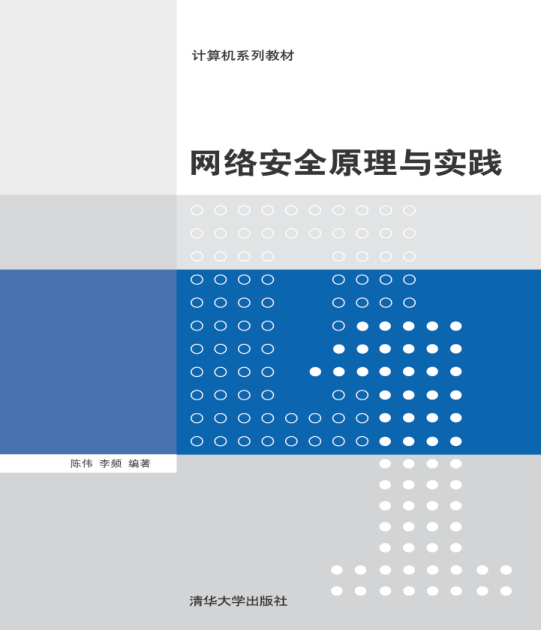 计算机系列教材
网络安全原理与实践
陈伟 李频 编著
清华大学出版社